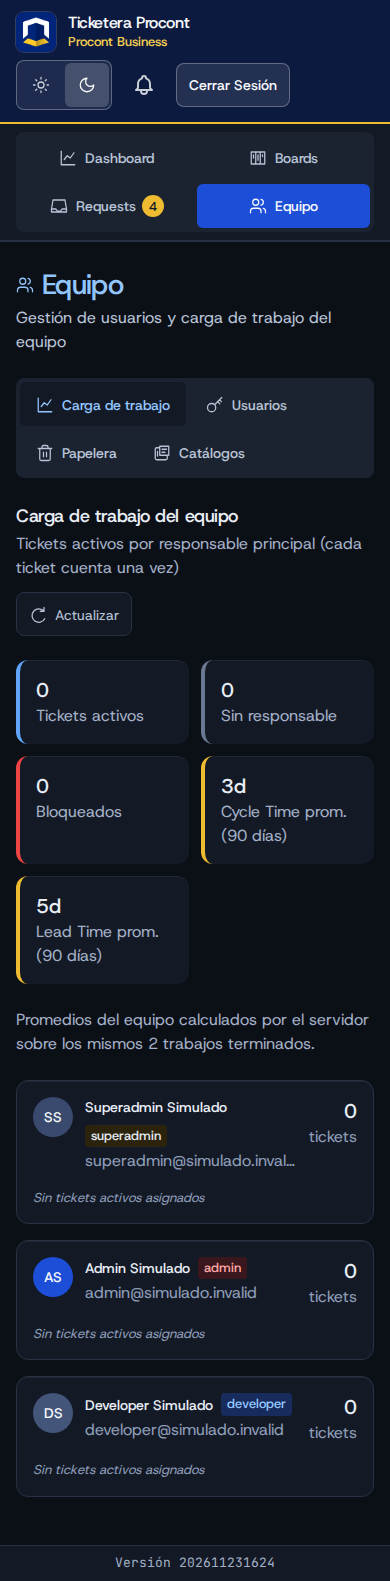 Ticketera Procont
Procont Business
Cerrar Sesión
Dashboard
Boards
Requests 4
Equipo
Equipo
Gestión de usuarios y carga de trabajo del
equipo
Carga de trabajo
Usuarios
Papelera
Catálogos
Carga de trabajo del equipo
Tickets activos por responsable principal (cada
ticket cuenta una vez)
Actualizar
0
Tickets activos
0
Sin responsable
0
Bloqueados
3d
Cycle Time prom.
(90 días)
5d
Lead Time prom.
(90 días)
Promedios del equipo calculados por el servidor
sobre los mismos 2 trabajos terminados.
SS
Superadmin Simulado
superadmin
superadmin@simulado.inval…
0
tickets
Sin tickets activos asignados
AS
Admin Simulado admin
admin@simulado.invalid
0
tickets
Sin tickets activos asignados
DS
Developer Simulado developer
developer@simulado.invalid
0
tickets
Sin tickets activos asignados
Versión 202611231624